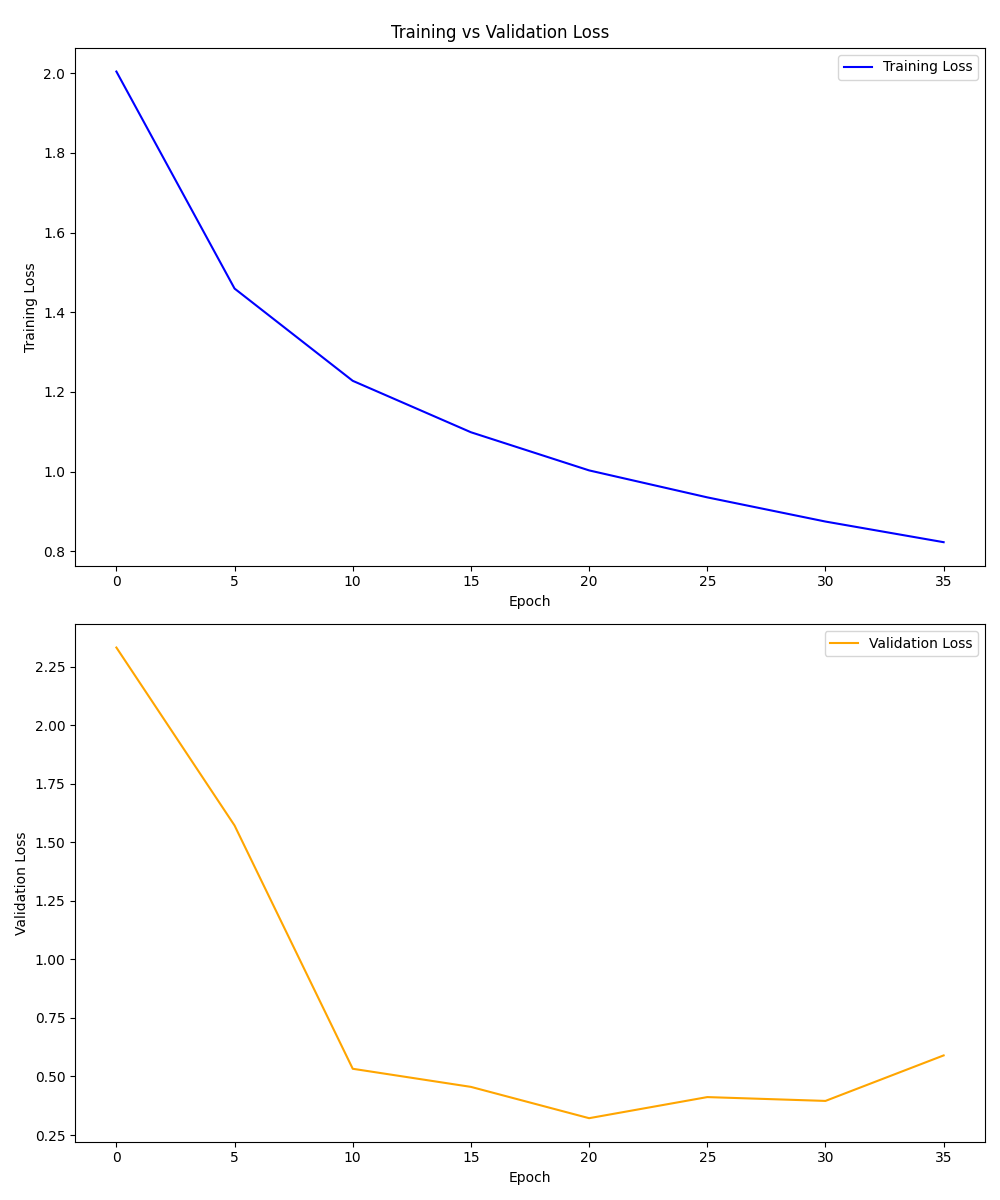 Training vs Validation Loss
Training Loss
2.0
1.8
1.6
1.4
1.2
1.0
0.8
Training Loss
0 5 10 15 20 25 30 35
Epoch
Validation Loss
2.25
2.00
1.75
1.50
1.25
1.00
0.75
0.50
0.25
Validation Loss
0 5 10 15 20 25 30 35
Epoch